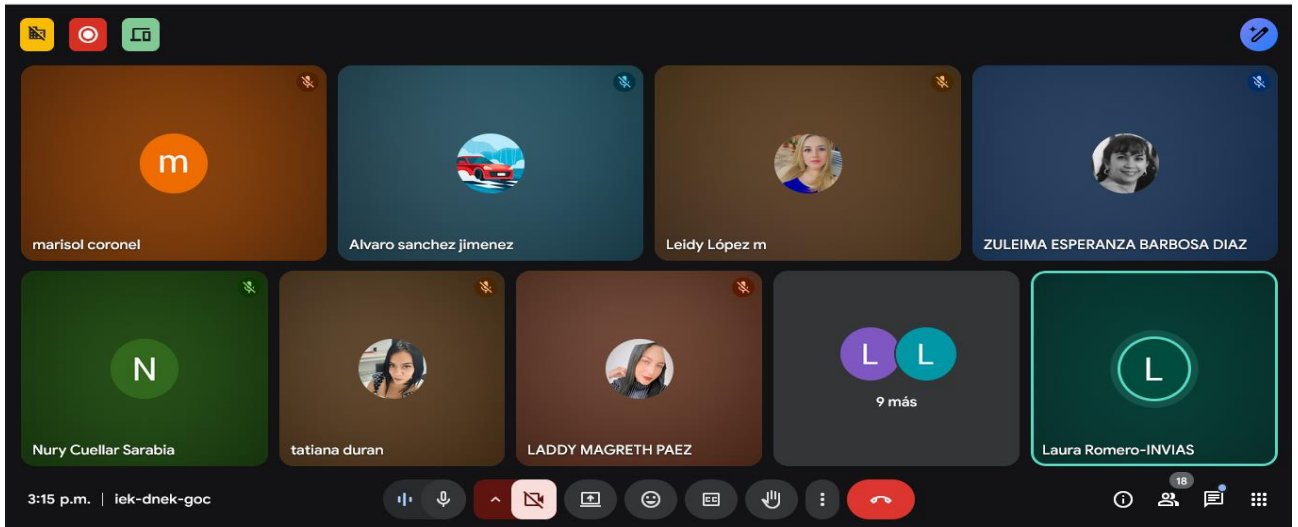 m
marisol coronel
Alvaro sanchez jimenez
Leidy López m
ZULEIMA ESPERANZA BARBOSA DIAZ
N
Nury Cuellar Sarabia
tatiana duran
LADDY MAGRETH PAEZ
L L
9 más
L
Laura Romero-INVIAS
3:15 p.m. | iek-dnek-goc
CC
18